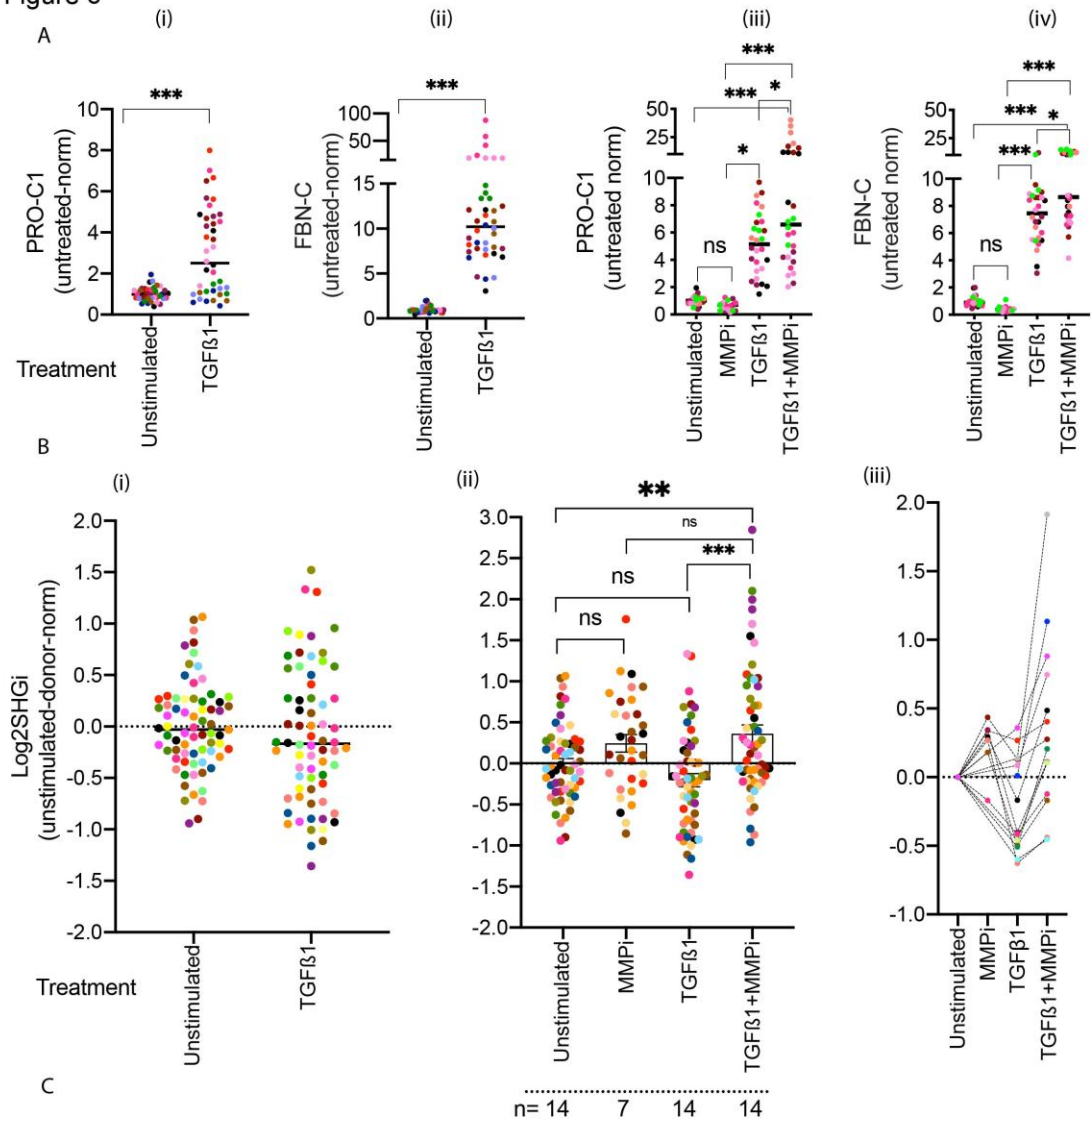 Figure
(i) (ii) (iii) (iv)
A
PRO-C1
(untreated-norm)
10
8
6
4
2
0
***
Unstimulated
TGFß1
FBN-C
(untreated-norm)
100
50
15
10
5
0
***
Unstimulated
TGFß1
PRO-C1
(untreated norm)
50
25
10
8
6
4
2
0
***
***
*
*
ns
Unstimulated
MMPi
TGFß1
TGFß1+MMPi
FBN-C
(untreated norm)
50
25
10
8
6
4
2
0
***
***
*
***
ns
Unstimulated
MMPi
TGFß1
TGFß1+MMPi
Treatment
B
(i) (ii) (iii)
Log2SHGi
(unstimulated-donor-norm)
2.0
1.5
1.0
0.5
0.0
-0.5
-1.0
-1.5
-2.0
Unstimulated
TGFß1
Treatment
3.0
2.5
2.0
1.5
1.0
0.5
0.0
-0.5
-1.0
-1.5
-2.0
**
ns
***
ns
ns
Unstimulated
MMPi
TGFß1
TGFß1+MMPi
2.0
1.5
1.0
0.5
0.0
-0.5
-1.0
Unstimulated
MMPi
TGFβ1
TGFß1+MMPi
C
n= 14 7 14 14